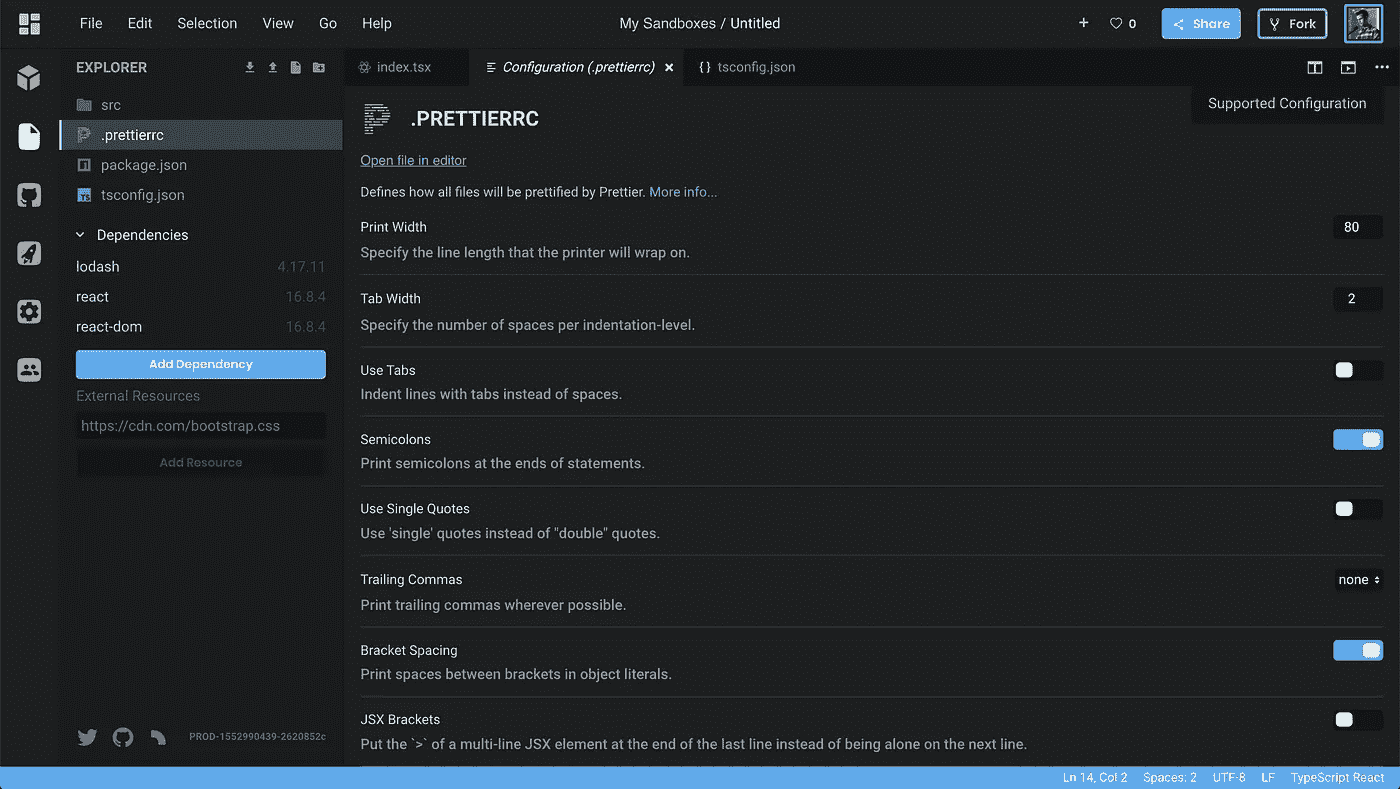 File Edit Selection View Go Help
My Sandboxes / Untitled
+ 0 Share Fork
EXPLORER
src
.prettierrc
package.json
tsconfig.json
Dependencies
lodash 4.17.11
react 16.8.4
react-dom 16.8.4
Add Dependency
External Resources
https://cdn.com/bootstrap.css
Add Resource
PROD-1552990439-2620852c
index.tsx Configuration (.prettierrc) × { } tsconfig.json
Supported Configuration
.PRETTIERRC
Open file in editor
Defines how all files will be prettified by Prettier. More info...
Print Width 80
Specify the line length that the printer will wrap on.
Tab Width 2
Specify the number of spaces per indentation-level.
Use Tabs
Indent lines with tabs instead of spaces.
Semicolons
Print semicolons at the ends of statements.
Use Single Quotes
Use 'single' quotes instead of "double" quotes.
Trailing Commas none
Print trailing commas wherever possible.
Bracket Spacing
Print spaces between brackets in object literals.
JSX Brackets
Put the `>` of a multi-line JSX element at the end of the last line instead of being alone on the next line.
Ln 14, Col 2 Spaces: 2 UTF-8 LF TypeScript React